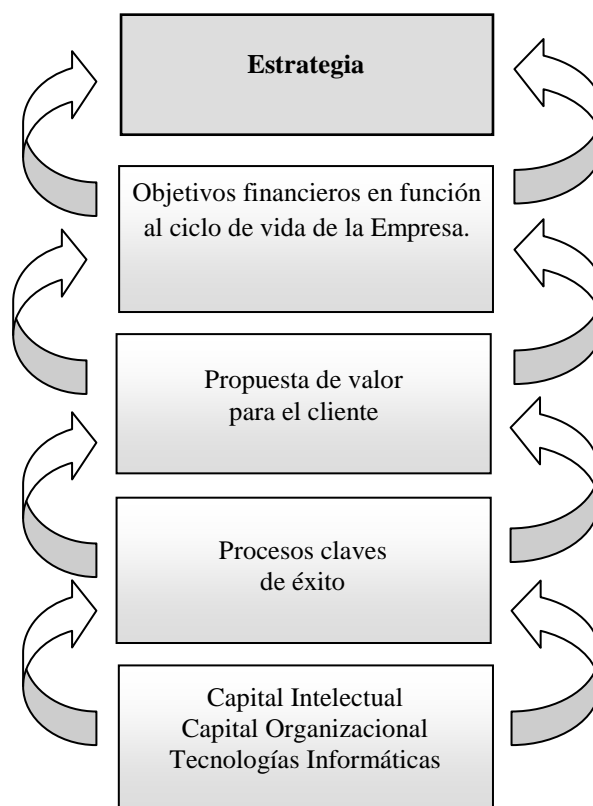 Estrategia
Objetivos financieros en función
al ciclo de vida de la Empresa.
Propuesta de valor
para el cliente
Procesos claves
de éxito
Capital Intelectual
Capital Organizacional
Tecnologías Informáticas